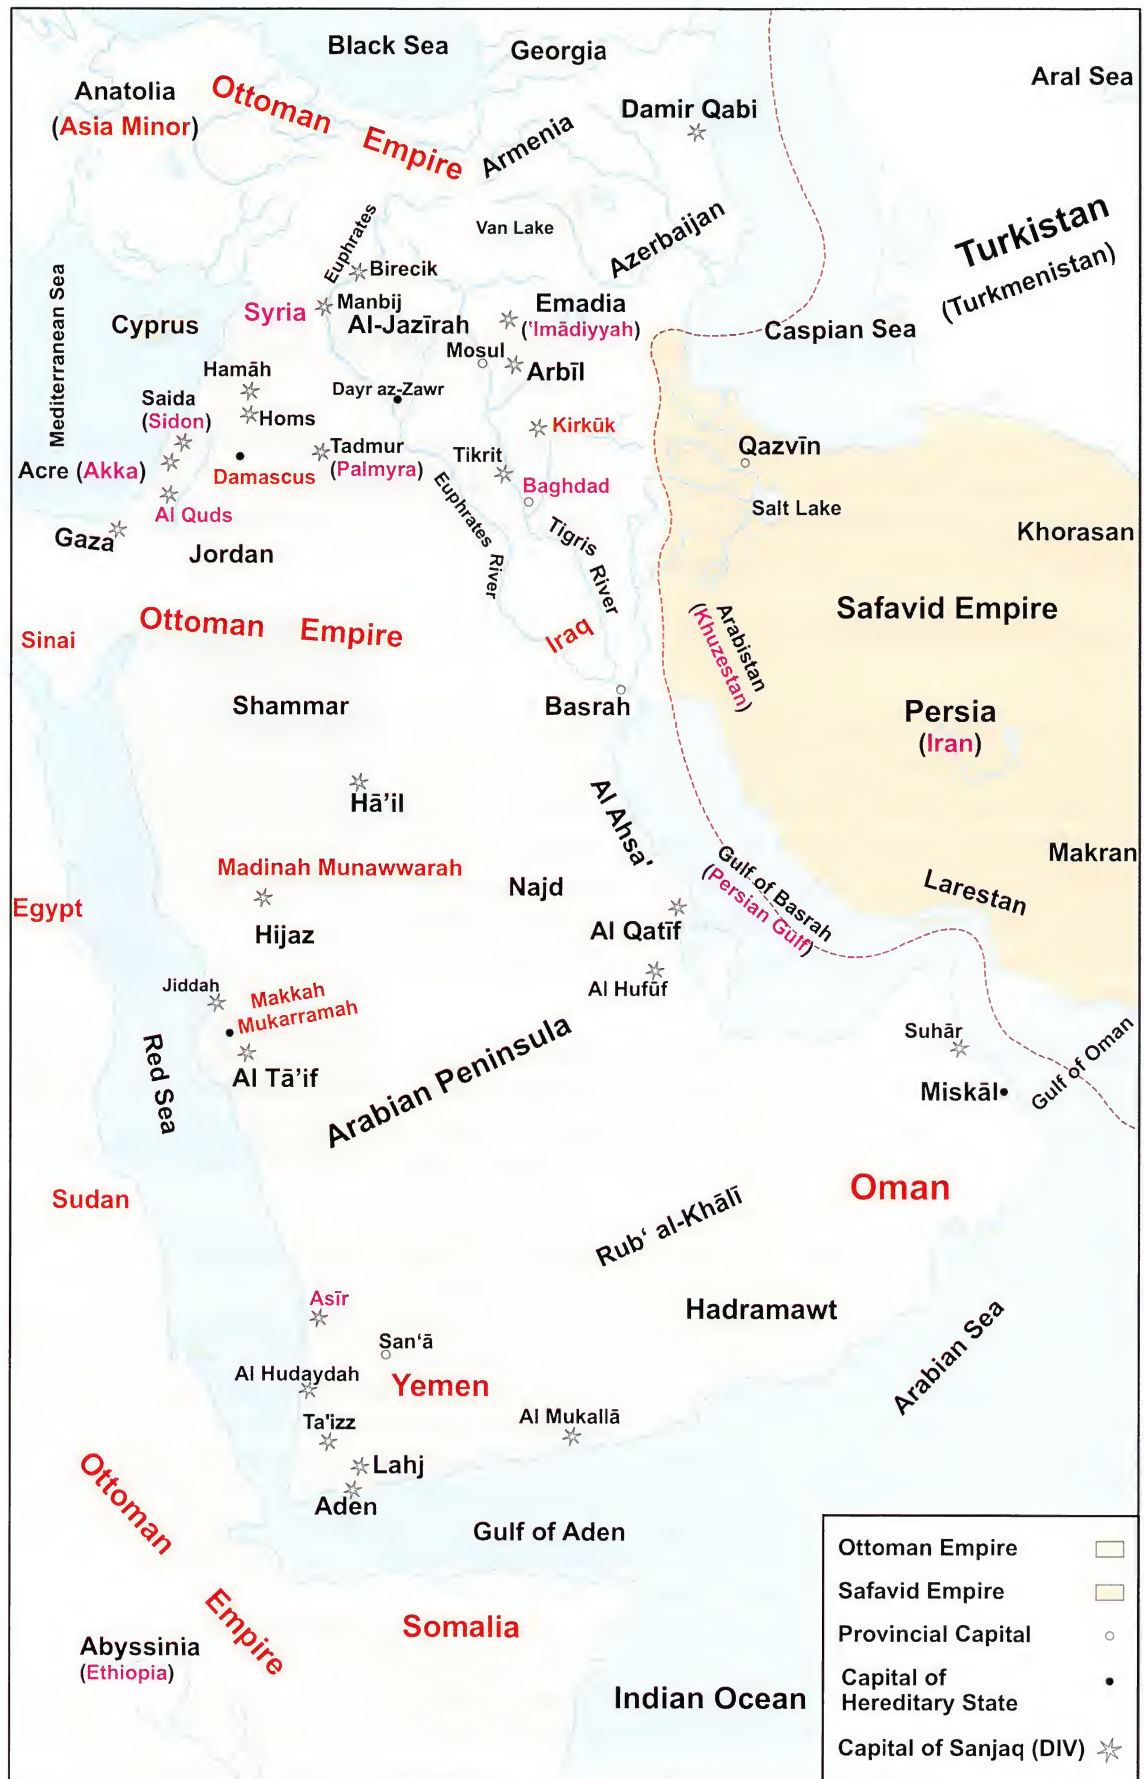 Black Sea
Georgia
Aral Sea
Anatolia
(Asia Minor)
Ottoman Empire
Armenia
Damir Qabi
Turkistan
(Turkmenistan)
Euphrates
Van Lake
Azerbaijan
Mediterranean Sea
Birecik
Syria
Manbij
Cyprus
Al-Jazīrah
Emadia
('Imādiyyah)
Caspian Sea
Mosul
Arbīl
Hamāh
Dayr az-Zawr
Saida
(Sidon)
Homs
Kirkūk
Qazvīn
Acre (Akka)
Damascus
Tadmur
(Palmyra)
Tikrit
Baghdad
Salt Lake
Al Quds
Gaza
Jordan
Euphrates River
Tigris River
Khorasan
Ottoman Empire
Sinai
Iraq
Arabistan
(Khuzestan)
Safavid Empire
Shammar
Basrah
Persia
(Iran)
Hā’il
Al Ahsa'
Makran
Madinah Munawwarah
Najd
Gulf of Basrah
(Persian Gulf)
Larestan
Egypt
Hijaz
Al Qatīf
Jiddah
Makkah
Mukarramah
Al Hufūf
Red Sea
Al Tā’if
Arabian Peninsula
Suhār
Miskāl
Gulf of Oman
Sudan
Oman
Rub‘ al-Khālī
Asīr
Hadramawt
San‘ā
Al Hudaydah
Yemen
Arabian Sea
Ta'izz
Al Mukallā
Lahj
Aden
Ottoman Empire
Gulf of Aden
Somalia
Abyssinia
(Ethiopia)
Indian Ocean
Ottoman Empire
Safavid Empire
Provincial Capital
Capital of
Hereditary State
Capital of Sanjaq (DIV)